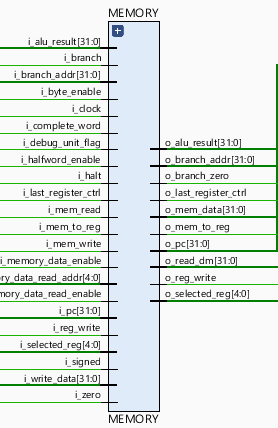 MEMORY
i_alu_result[31:0]
i_branch
i_branch_addr[31:0]
i_byte_enable
i_clock
i_complete_word
i_debug_unit_flag
i_halfword_enable
i_halt
i_last_register_ctrl
i_mem_read
i_mem_to_reg
i_mem_write
i_memory_data_enable
ry_data_read_addr[4:0]
mory_data_read_enable
i_pc[31:0]
i_reg_write
i_selected_reg[4:0]
i_signed
i_write_data[31:0]
i_zero
o_alu_result[31:0]
o_branch_addr[31:0]
o_branch_zero
o_last_register_ctrl
o_mem_data[31:0]
o_mem_to_reg
o_pc[31:0]
o_read_dm[31:0]
o_reg_write
o_selected_reg[4:0]
MEMORY